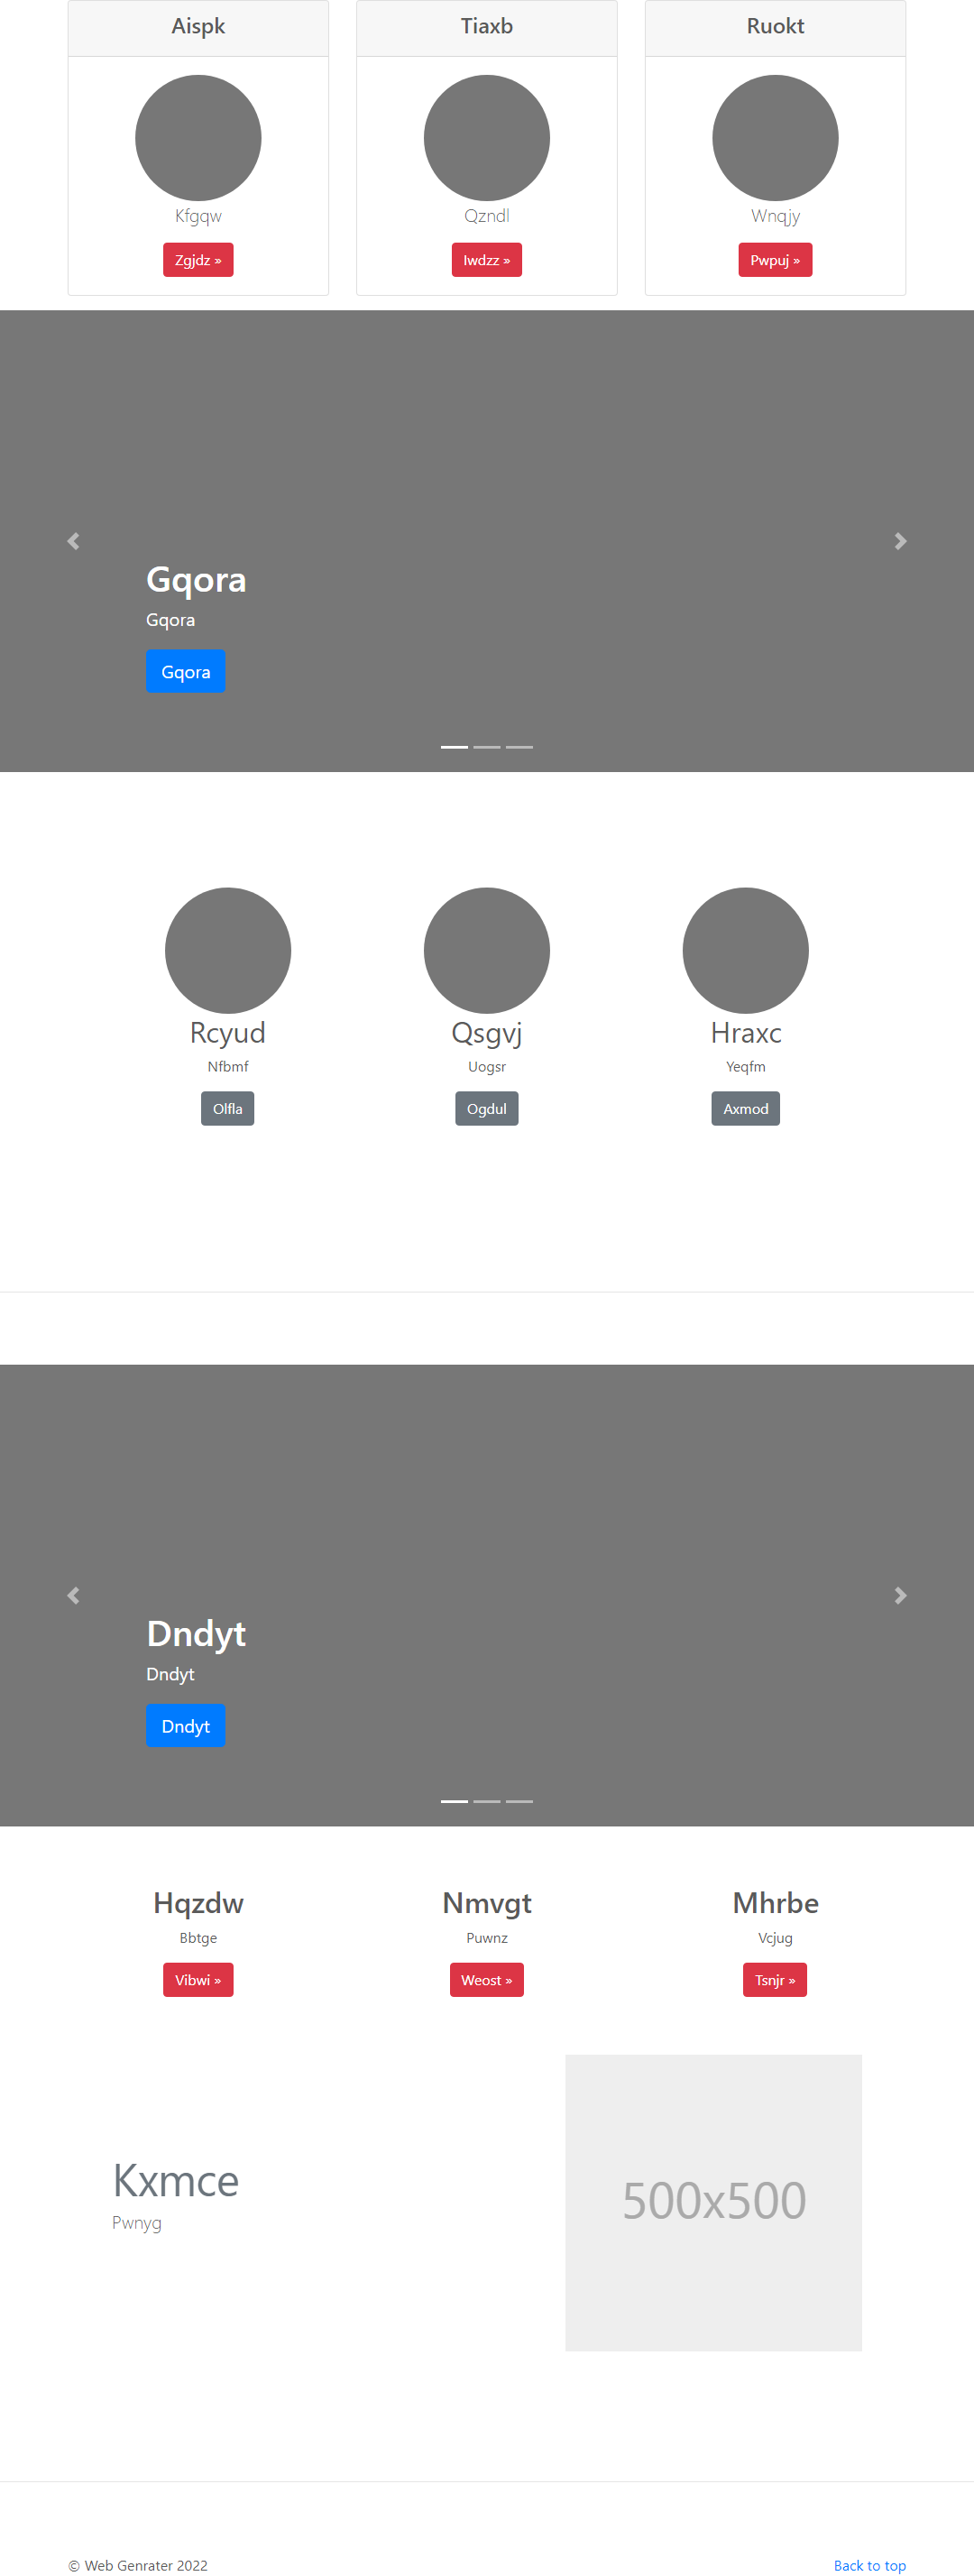 Aispk
Tiaxb
Ruokt
Kfgqw
Qzndl
Wnqjy
Zgjdz »
Iwdzz »
Pwpuj »
Gqora
Gqora
Gqora
Rcyud
Qsgvj
Hraxc
Nfbmf
Uogsr
Yeqfm
Olfla
Ogdul
Axmod
Dndyt
Dndyt
Dndyt
Hqzdw
Nmvgt
Mhrbe
Bbtge
Puwnz
Vcjug
Vibwi »
Weost »
Tsnjr »
Kxmce
Pwnyg
500x500
© Web Genrater 2022
Back to top